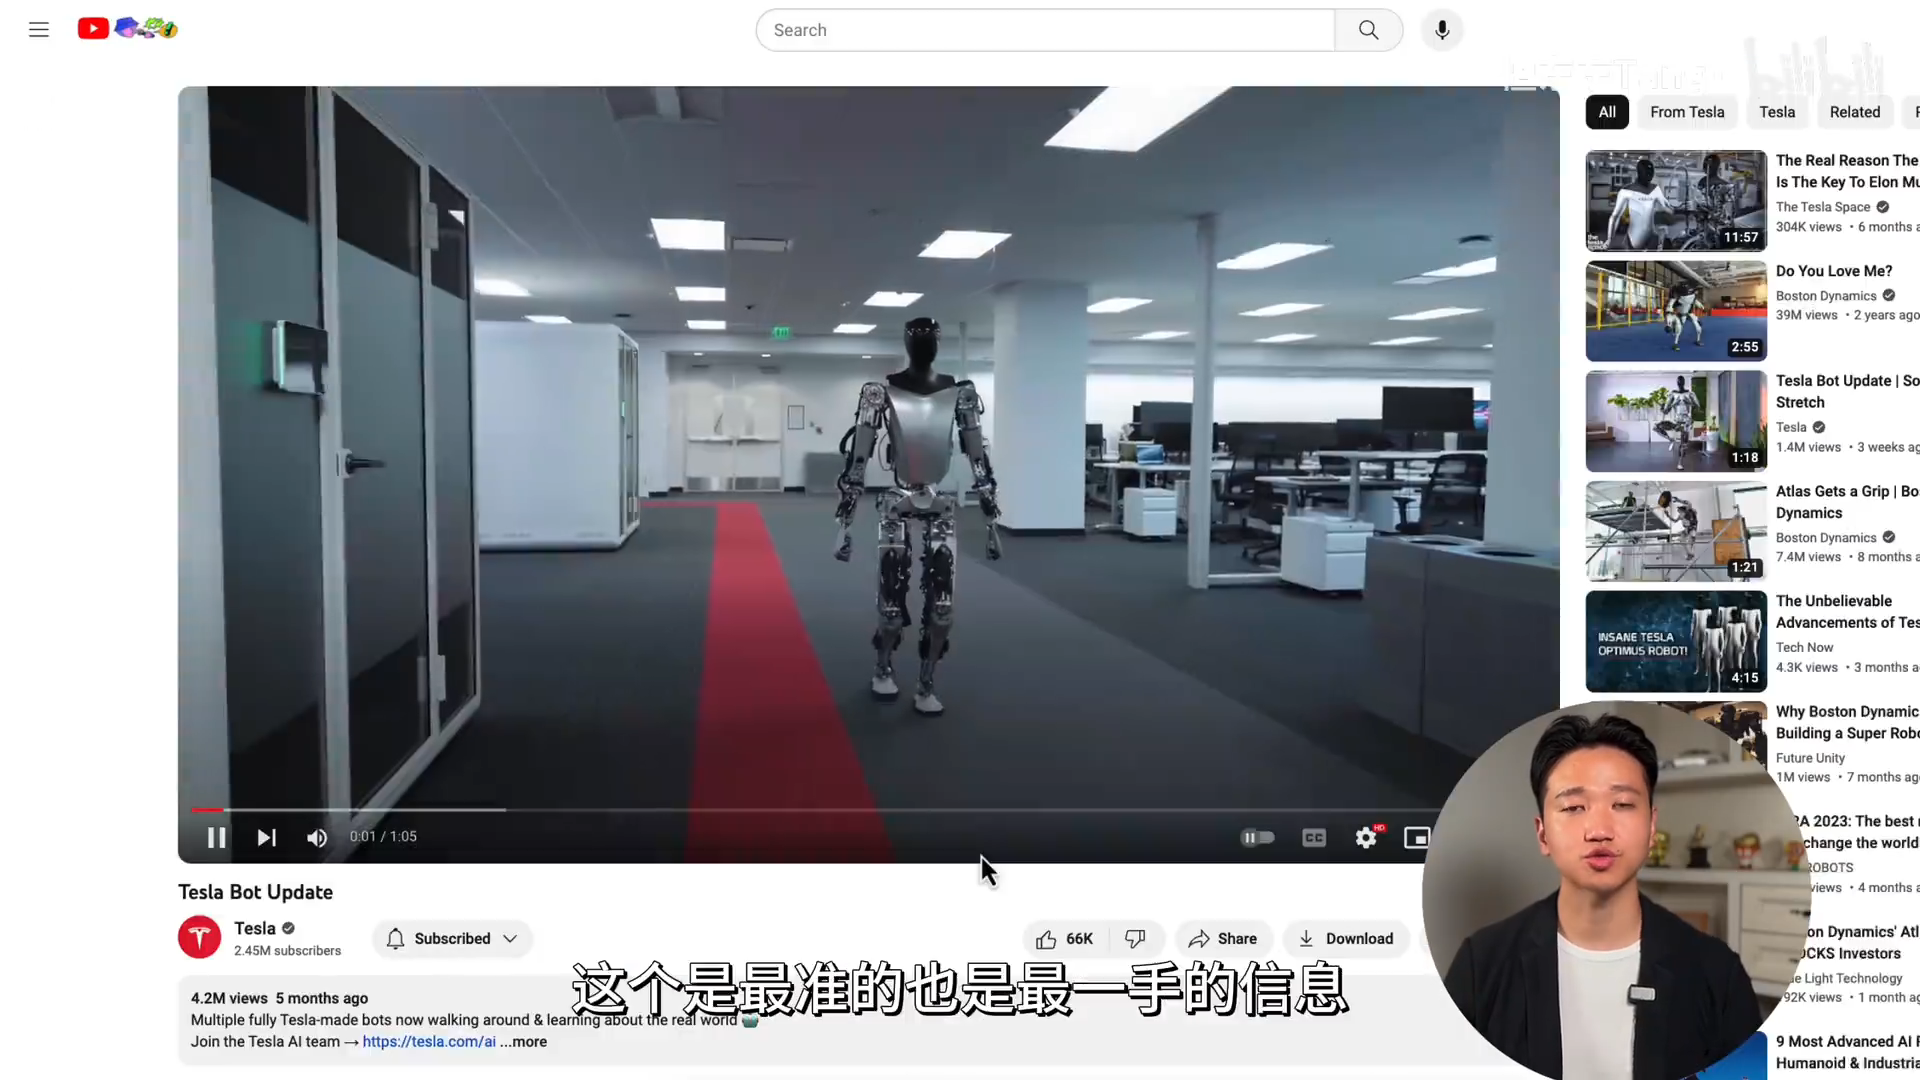 Search
bilibili
All
From Tesla
Tesla
Related
The Real Reason The
Is The Key To Elon Mu
The Tesla Space
304K views • 6 months a
11:57
Do You Love Me?
Boston Dynamics
39M views • 2 years ago
2:55
Tesla Bot Update | So
Stretch
Tesla
1.4M views • 3 weeks ag
1:18
Atlas Gets a Grip | Bo
Dynamics
Boston Dynamics
7.4M views • 8 months a
1:21
The Unbelievable
Advancements of Tes
Tech Now
4.3K views • 3 months a
INSANE TESLA
OPTIMUS ROBOT!
4:15
Why Boston Dynamic
Building a Super Robo
Future Unity
1M views • 7 months ag
RA 2023: The best
change the world
ROBOTS
views • 4 months a
on Dynamics' Atl
OCKS Investors
e Light Technology
92K views • 1 month ag
9 Most Advanced AI
Humanoid & Industria
0:01 / 1:05
CC
HD
Tesla Bot Update
Tesla
2.45M subscribers
Subscribed
66K
Share
Download
这个是最准的也是最一手的信息
4.2M views 5 months ago
Multiple fully Tesla-made bots now walking around & learning about the real world
Join the Tesla AI team → https://tesla.com/ai ...more